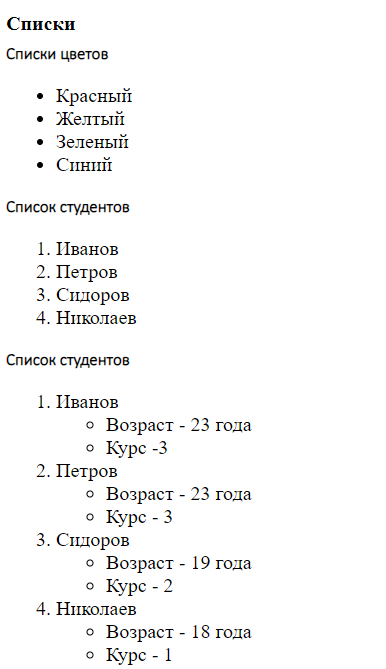 Списки
Списки цветов
• Красный
• Желтый
• Зеленый
• Синий
Список студентов
1. Иванов
2. Петров
3. Сидоров
4. Николаев
Список студентов
1. Иванов
○ Возраст - 23 года
○ Курс -3
2. Петров
○ Возраст - 23 года
○ Курс - 3
3. Сидоров
○ Возраст - 19 года
○ Курс - 2
4. Николаев
○ Возраст - 18 года
○ Курс - 1